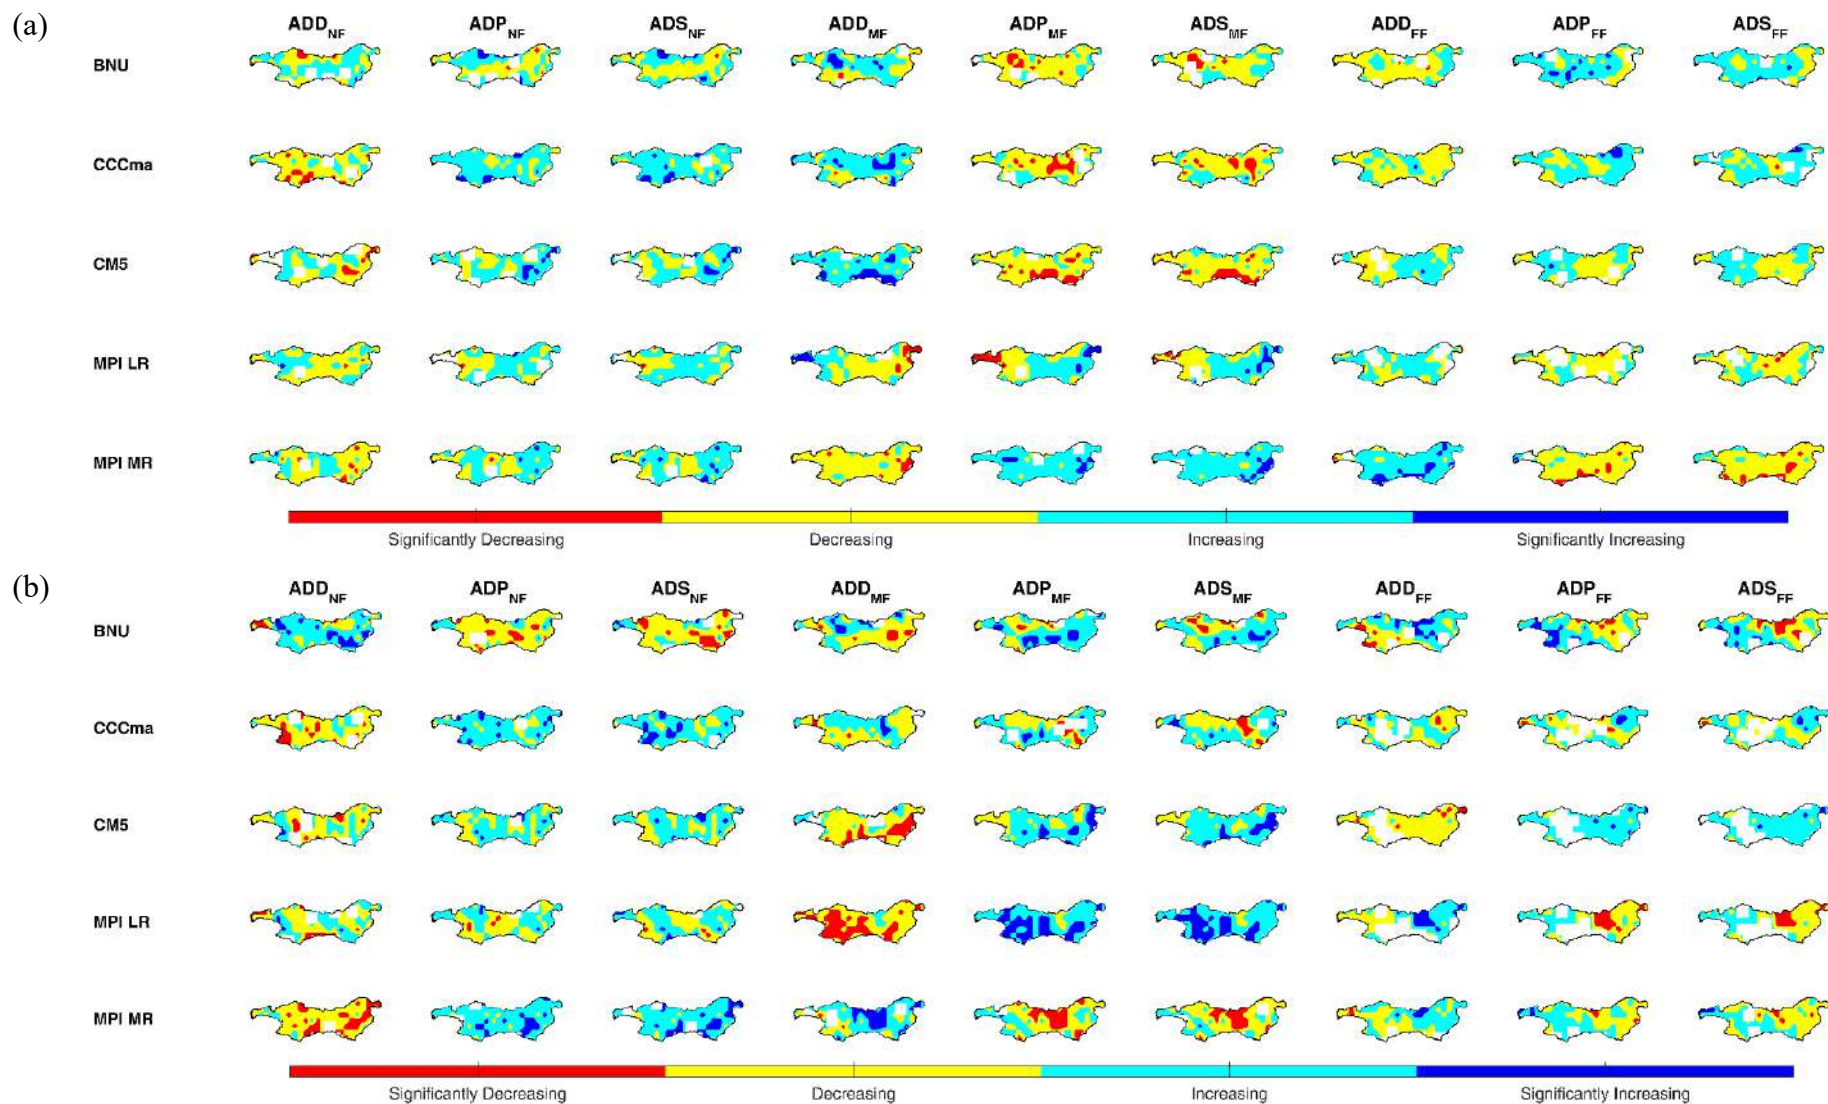 (a)
ADD_NF ADP_NF ADS_NF ADD_MF ADP_MF ADS_MF ADD_FF ADP_FF ADS_FF
BNU
CCCma
CM5
MPI LR
MPI MR
Significantly Decreasing Decreasing Increasing Significantly Increasing
(b)
ADD_NF ADP_NF ADS_NF ADD_MF ADP_MF ADS_MF ADD_FF ADP_FF ADS_FF
BNU
CCCma
CM5
MPI LR
MPI MR
Significantly Decreasing Decreasing Increasing Significantly Increasing